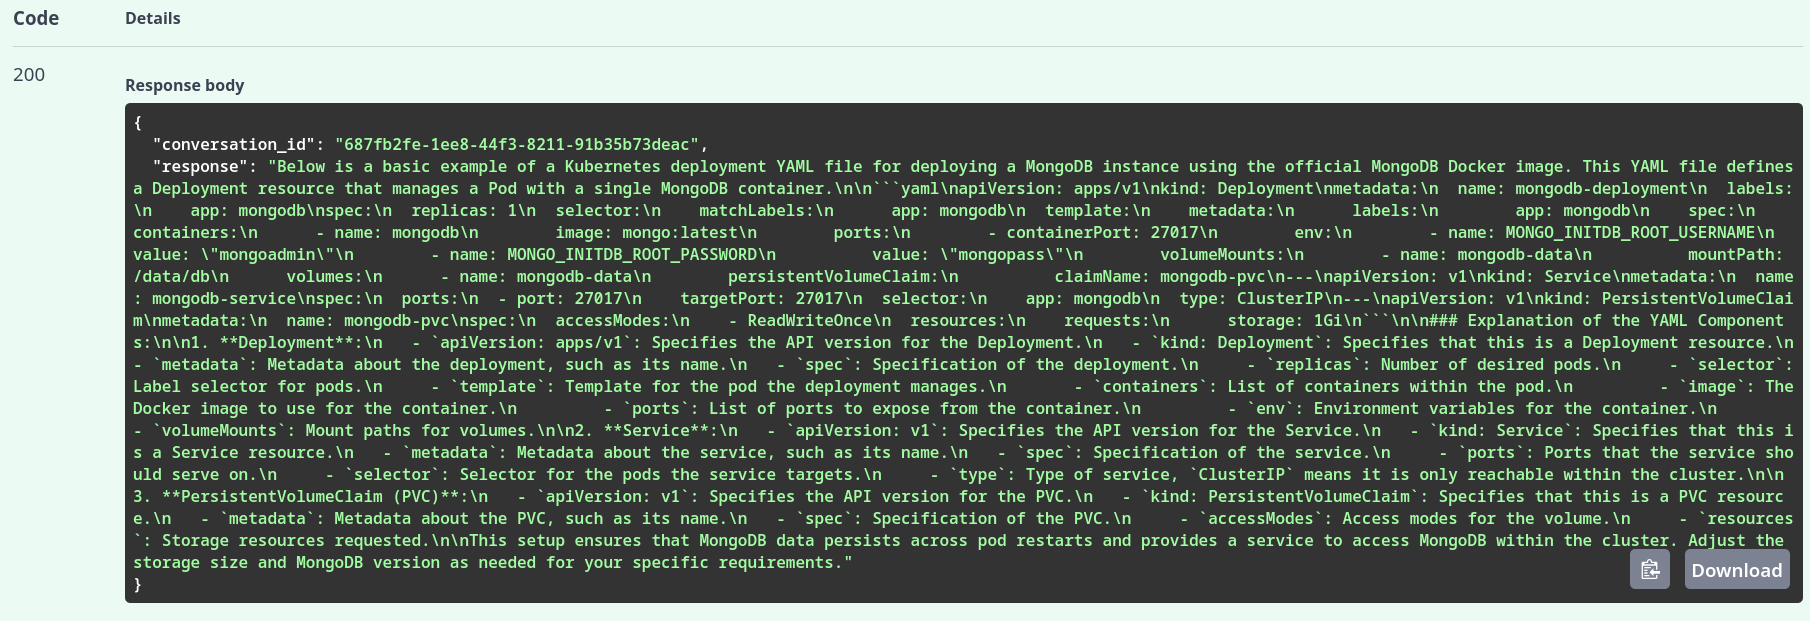 Code Details
200
Response body
{
  "conversation_id": "687fb2fe-1ee8-44f3-8211-91b35b73deac",
  "response": "Below is a basic example of a Kubernetes deployment YAML file for deploying a MongoDB instance using the official MongoDB Docker image. This YAML file defines
a Deployment resource that manages a Pod with a single MongoDB container.\n\n```yaml\napiVersion: apps/v1\nkind: Deployment\nmetadata:\n  name: mongodb-deployment\n  labels:
\n    app: mongodb\nspec:\n  replicas: 1\n  selector:\n    matchLabels:\n      app: mongodb\n  template:\n    metadata:\n      labels:\n        app: mongodb\n    spec:\n
containers:\n      - name: mongodb\n        image: mongo:latest\n        ports:\n        - containerPort: 27017\n        env:\n        - name: MONGO_INITDB_ROOT_USERNAME\n
value: \"mongoadmin\"\n        - name: MONGO_INITDB_ROOT_PASSWORD\n          value: \"mongopass\"\n        volumeMounts:\n        - name: mongodb-data\n          mountPath:
/data/db\n      volumes:\n      - name: mongodb-data\n        persistentVolumeClaim:\n          claimName: mongodb-pvc\n---\napiVersion: v1\nkind: Service\nmetadata:\n  name
: mongodb-service\nspec:\n  ports:\n  - port: 27017\n    targetPort: 27017\n  selector:\n    app: mongodb\n  type: ClusterIP\n---\napiVersion: v1\nkind: PersistentVolumeClai
m\nmetadata:\n  name: mongodb-pvc\nspec:\n  accessModes:\n    - ReadWriteOnce\n  resources:\n    requests:\n      storage: 1Gi\n```\n\n### Explanation of the YAML Component
s:\n\n1. **Deployment**:\n   - `apiVersion: apps/v1`: Specifies the API version for the Deployment.\n   - `kind: Deployment`: Specifies that this is a Deployment resource.\n
- `metadata`: Metadata about the deployment, such as its name.\n   - `spec`: Specification of the deployment.\n     - `replicas`: Number of desired pods.\n     - `selector`:
Label selector for pods.\n     - `template`: Template for the pod the deployment manages.\n       - `containers`: List of containers within the pod.\n         - `image`: The
Docker image to use for the container.\n         - `ports`: List of ports to expose from the container.\n         - `env`: Environment variables for the container.\n
- `volumeMounts`: Mount paths for volumes.\n\n2. **Service**:\n   - `apiVersion: v1`: Specifies the API version for the Service.\n   - `kind: Service`: Specifies that this i
s a Service resource.\n   - `metadata`: Metadata about the service, such as its name.\n   - `spec`: Specification of the service.\n     - `ports`: Ports that the service sho
uld serve on.\n     - `selector`: Selector for the pods the service targets.\n     - `type`: Type of service, `ClusterIP` means it is only reachable within the cluster.\n\n
3. **PersistentVolumeClaim (PVC)**:\n   - `apiVersion: v1`: Specifies the API version for the PVC.\n   - `kind: PersistentVolumeClaim`: Specifies that this is a PVC resourc
e.\n   - `metadata`: Metadata about the PVC, such as its name.\n   - `spec`: Specification of the PVC.\n     - `accessModes`: Access modes for the volume.\n     - `resources
`: Storage resources requested.\n\nThis setup ensures that MongoDB data persists across pod restarts and provides a service to access MongoDB within the cluster. Adjust the
storage size and MongoDB version as needed for your specific requirements."
}
Download